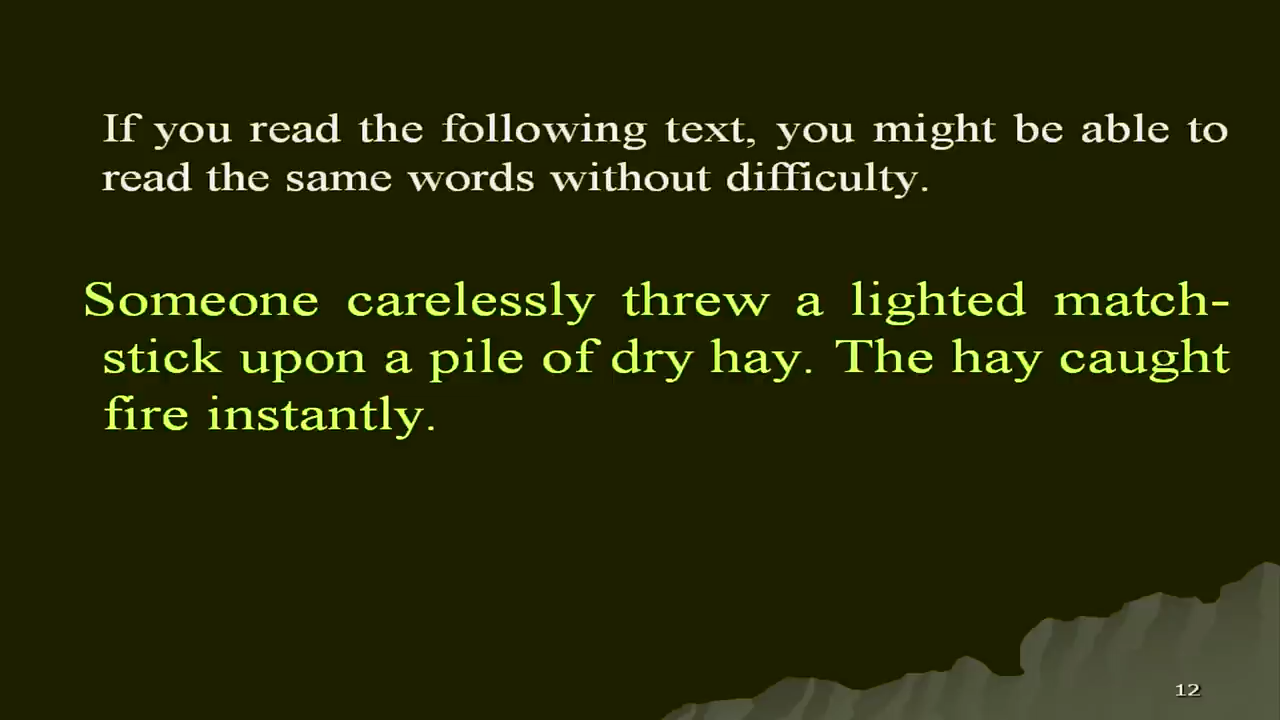 If you read the following text, you might be able to
read the same words without difficulty.
Someone carelessly threw a lighted match-
stick upon a pile of dry hay. The hay caught
fire instantly.
12